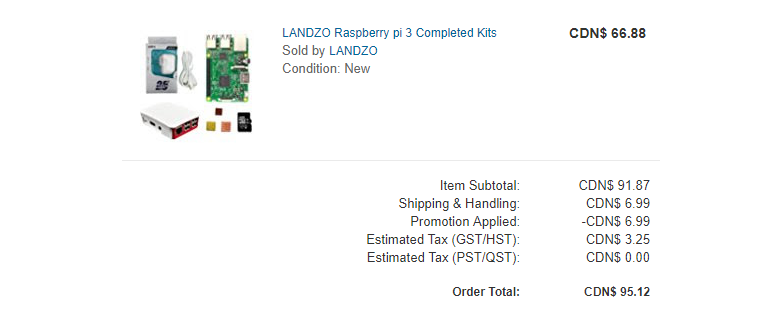 LANDZO Raspberry pi 3 Completed Kits CDN$ 66.88
Sold by LANDZO
Condition: New
Item Subtotal: CDN$ 91.87
Shipping & Handling: CDN$ 6.99
Promotion Applied: -CDN$ 6.99
Estimated Tax (GST/HST): CDN$ 3.25
Estimated Tax (PST/QST): CDN$ 0.00
Order Total: CDN$ 95.12